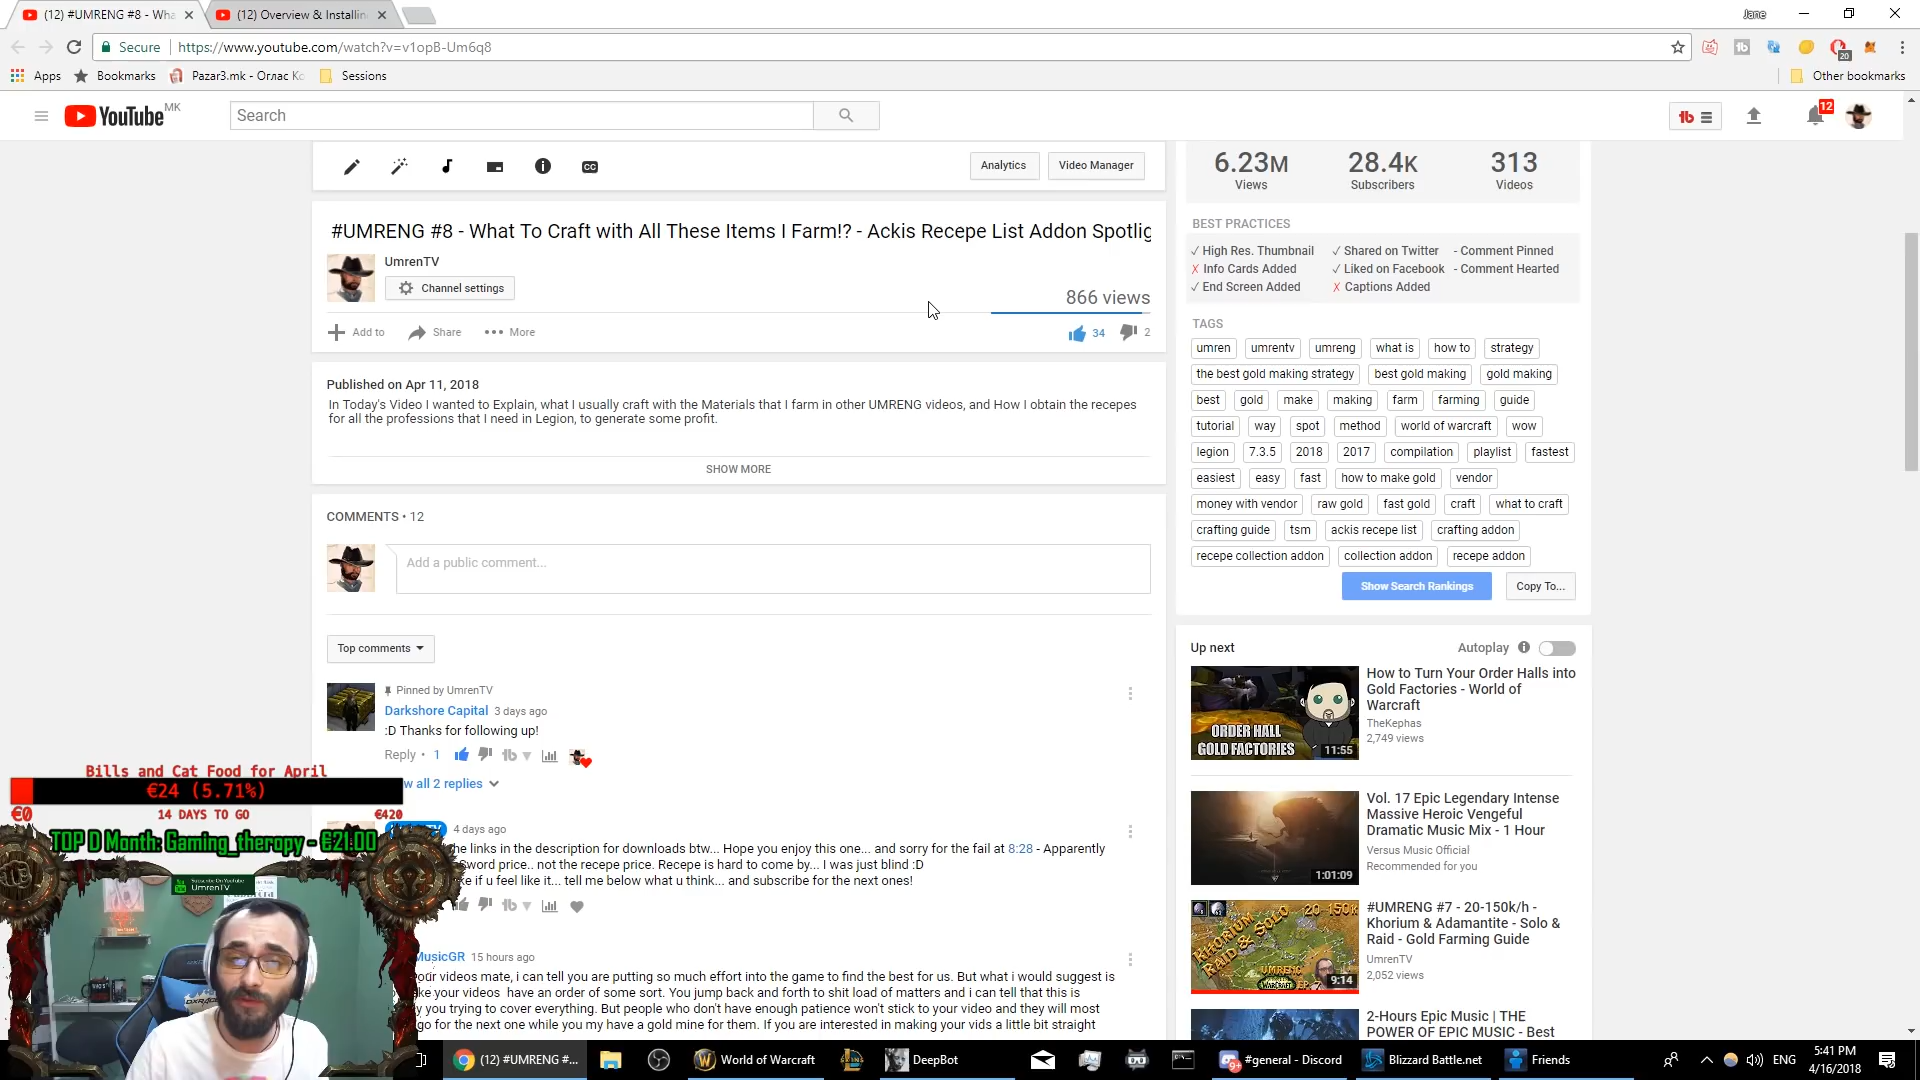 (12) #UMRENG #8 - Wha
(12) Overview & Installin
Jane
Secure
https://www.youtube.com/watch?v=v1opB-Um6q8
20
Apps
Bookmarks
Pazar3.mk - Оглас Ко
Sessions
Other bookmarks
YouTube MK
Search
12
Analytics
Video Manager
#UMRENG #8 - What To Craft with All These Items I Farm!? - Ackis Recepe List Addon Spotlig
UmrenTV
Channel settings
866 views
Add to
Share
More
34
2
Published on Apr 11, 2018
In Today's Video I wanted to Explain, what I usually craft with the Materials that I farm in other UMRENG videos, and How I obtain the recepes
for all the professions that I need in Legion, to generate some profit.
SHOW MORE
COMMENTS • 12
Add a public comment...
Top comments
Pinned by UmrenTV
Darkshore Capital 3 days ago
:D Thanks for following up!
Reply • 1
w all 2 replies
4 days ago
he links in the description for downloads btw... Hope you enjoy this one... and sorry for the fail at 8:28 - Apparently
Sword price.. not the recepe price. Recepe is hard to come by... I was just blind :D
ke if u feel like it... tell me below what u think... and subscribe for the next ones!
MusicGR 15 hours ago
your videos mate, i can tell you are putting so much effort into the game to find the best for us. But what i would suggest is
ke your videos have an order of some sort. You jump back and forth to shit load of matters and i can tell that this is
y you trying to cover everything. But people who don't have enough patience won't stick to your video and they will most
go for the next one while you my have a gold mine for them. If you are interested in making your vids a little bit straight
6.23M
Views
28.4K
Subscribers
313
Videos
BEST PRACTICES
High Res. Thumbnail
Shared on Twitter
- Comment Pinned
Info Cards Added
Liked on Facebook
- Comment Hearted
End Screen Added
Captions Added
TAGS
umren
umrentv
umreng
what is
how to
strategy
the best gold making strategy
best gold making
gold making
best
gold
make
making
farm
farming
guide
tutorial
way
spot
method
world of warcraft
wow
legion
7.3.5
2018
2017
compilation
playlist
fastest
easiest
easy
fast
how to make gold
vendor
money with vendor
raw gold
fast gold
craft
what to craft
crafting guide
tsm
ackis recepe list
crafting addon
recepe collection addon
collection addon
recepe addon
Show Search Rankings
Copy To...
Up next
Autoplay
ORDER HALL
GOLD FACTORIES
11:55
How to Turn Your Order Halls into
Gold Factories - World of
Warcraft
TheKephas
2,749 views
1:01:09
Vol. 17 Epic Legendary Intense
Massive Heroic Vengeful
Dramatic Music Mix - 1 Hour
Versus Music Official
Recommended for you
20-150k
KHORIUM
RAID & SOLO
UMRENG
9:14
#UMRENG #7 - 20-150k/h -
Khorium & Adamantite - Solo &
Raid - Gold Farming Guide
UmrenTV
2,052 views
2-Hours Epic Music | THE
POWER OF EPIC MUSIC - Best
Bills and Cat Food for April
€24 (5.71%)
€0
14 DAYS TO GO
€420
TOP D Month: Gaming_theropy - €21.00
Subscribe On Youtube
UmrenTV
(12) #UMRENG #...
World of Warcraft
DeepBot
9+
#general - Discord
Blizzard Battle.net
Friends
ENG
5:41 PM
4/16/2018